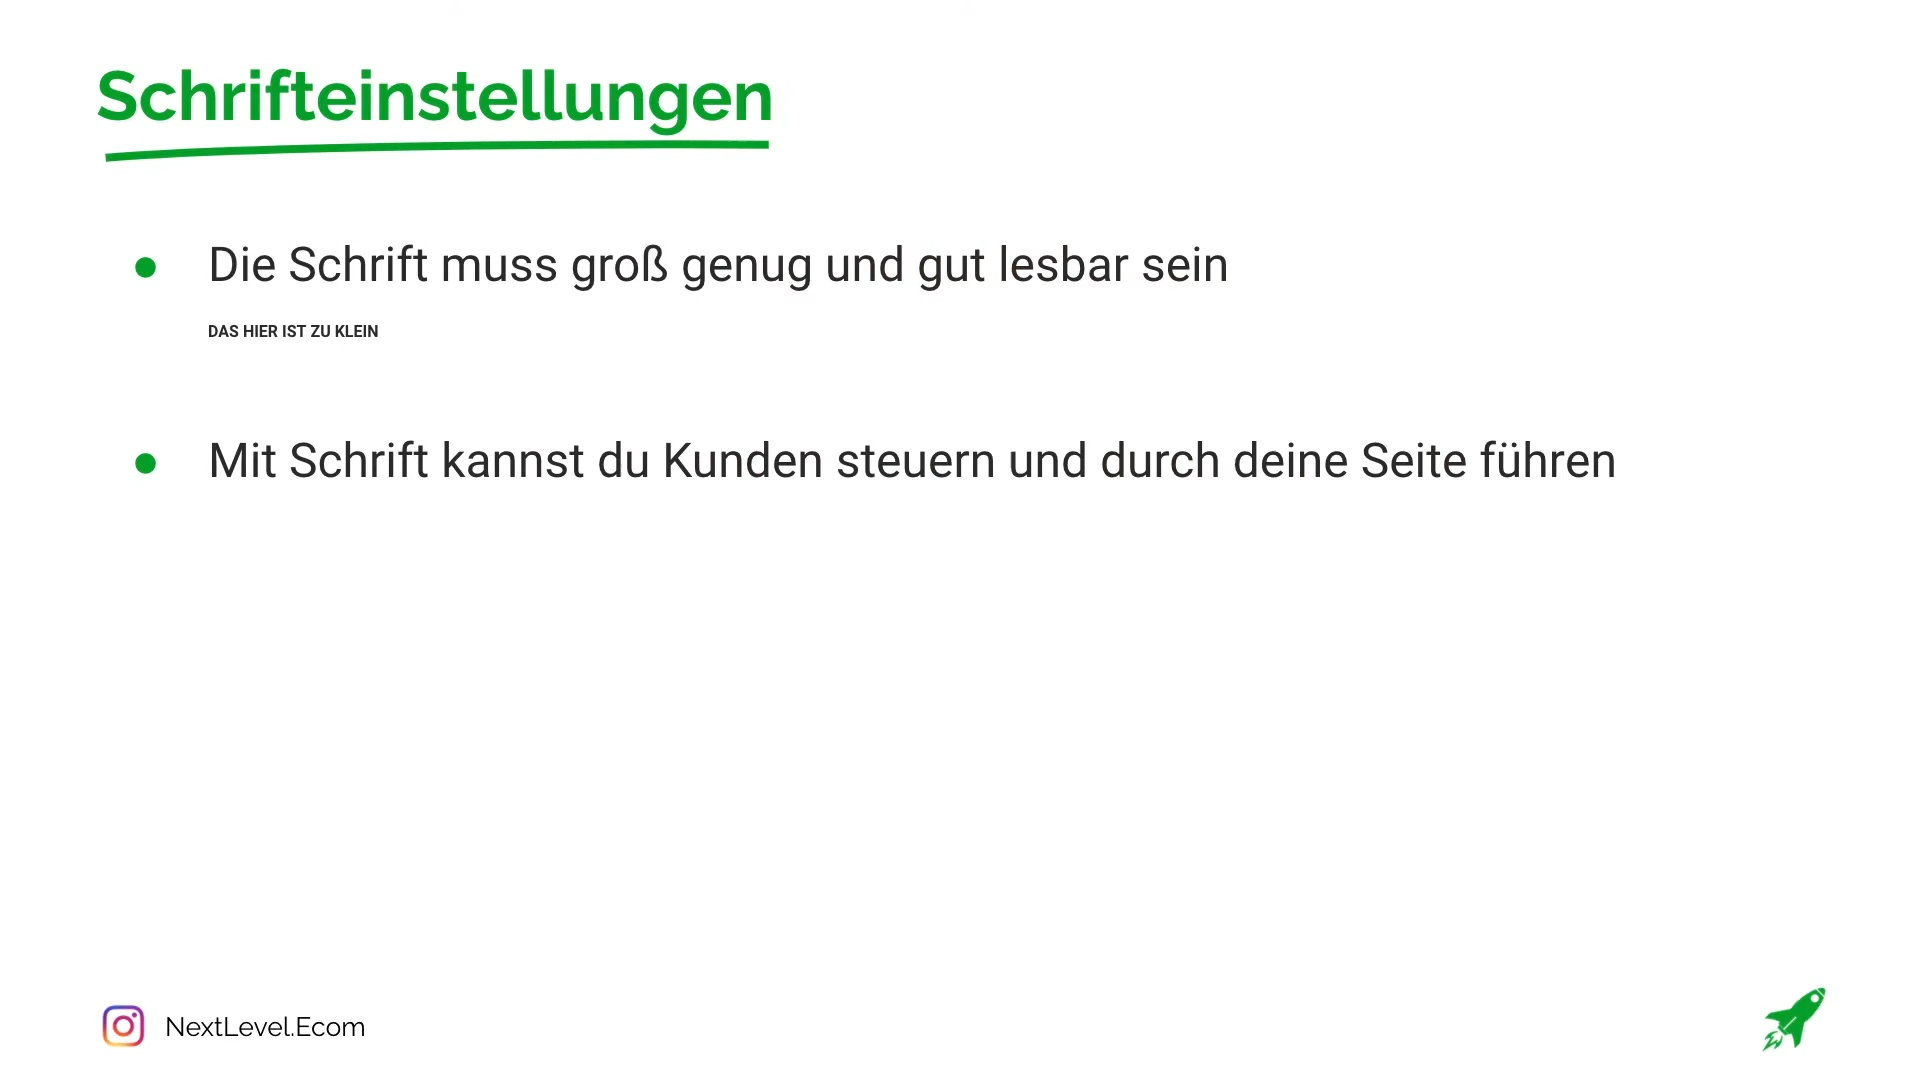 Schrifteinstellungen
Die Schrift muss groß genug und gut lesbar sein
DAS HIER IST ZU KLEIN
Mit Schrift kannst du Kunden steuern und durch deine Seite führen
NextLevel.Ecom